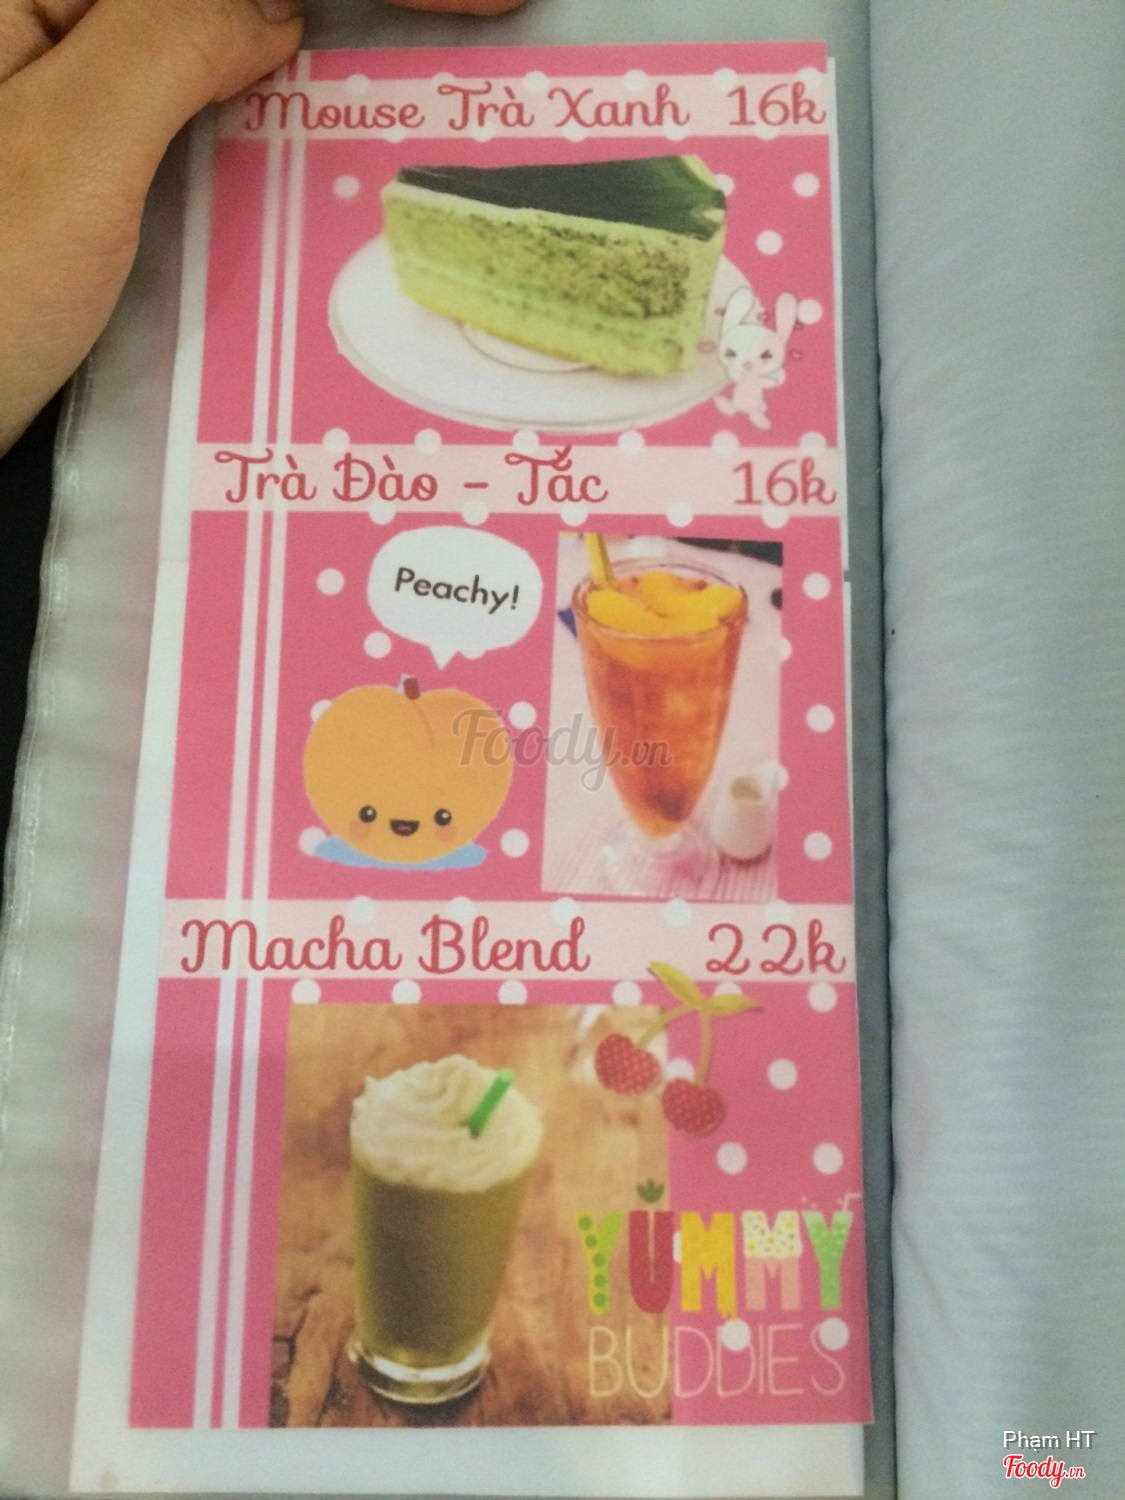 Mouse Trà Xanh 16k
Trà Đào - Tắc 16k
Peachy!
Foody.vn
Macha Blend 22k
YUMMY
BUDDIES
Phạm HT
Foody.vn